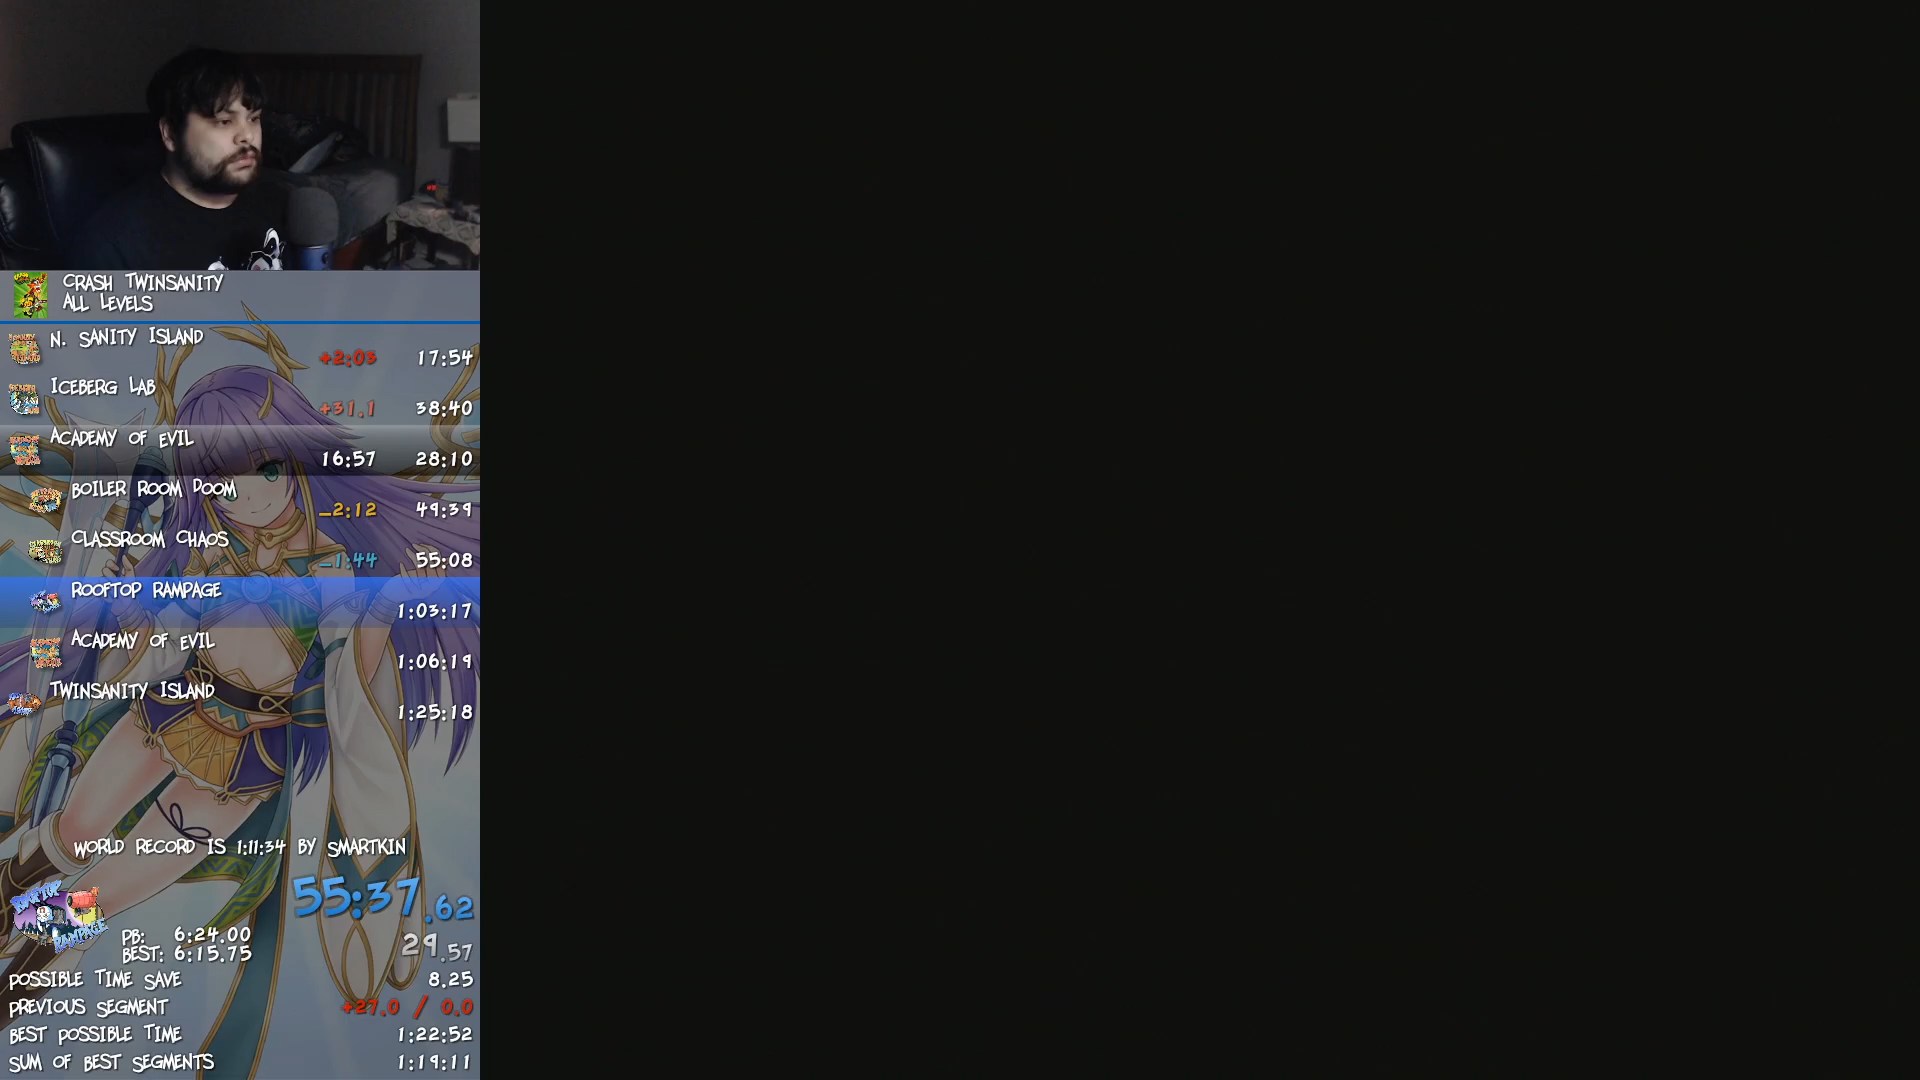 CRASH TWINSANITY
ALL LEVELS
N. SANITY ISLAND
+2:03 17:54
ICEBERG LAB
+31.1 38:40
ACADEMY OF EVIL
16:57 28:10
BOILER ROOM DOOM
−2:12 49:39
CLASSROOM CHAOS
−1:44 55:08
ROOFTOP RAMPAGE
1:03:17
ACADEMY OF EVIL
1:06:19
TWINSANITY ISLAND
1:25:18
WORLD RECORD IS 1:11:34 BY SMARTKIN
55:37.62
ROOFTOP RAMPAGE
PB: 6:24.00
BEST: 6:15.75
29.57
POSSIBLE TIME SAVE 8.25
PREVIOUS SEGMENT +27.0 / 0.0
BEST POSSIBLE TIME 1:22:52
SUM OF BEST SEGMENTS 1:19:11